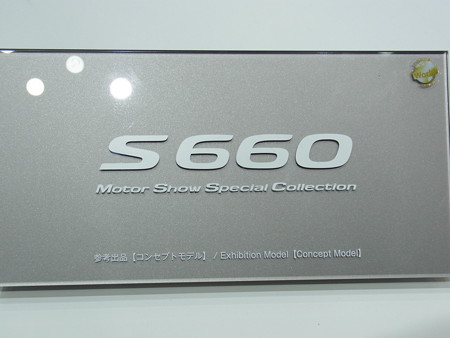 S660
Motor Show Special Collection
参考出品【コンセプトモデル】 / Exhibition Model【Concept Model】